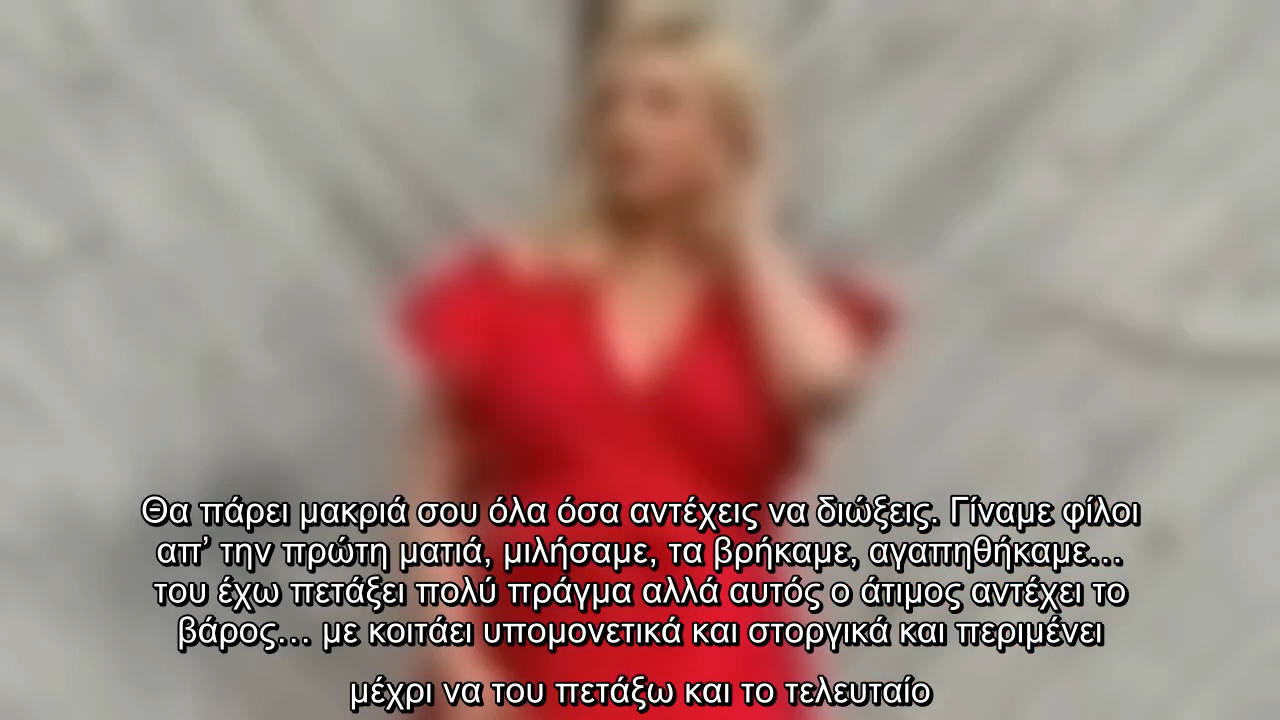 Θα πάρει μακριά σου όλα όσα αντέχεις να διώξεις. Γίναμε φίλοι
απ’ την πρώτη ματιά, μιλήσαμε, τα βρήκαμε, αγαπηθήκαμε…
του έχω πετάξει πολύ πράγμα αλλά αυτός ο άτιμος αντέχει το
βάρος… με κοιτάει υπομονετικά και στοργικά και περιμένει
μέχρι να του πετάξω και το τελευταίο